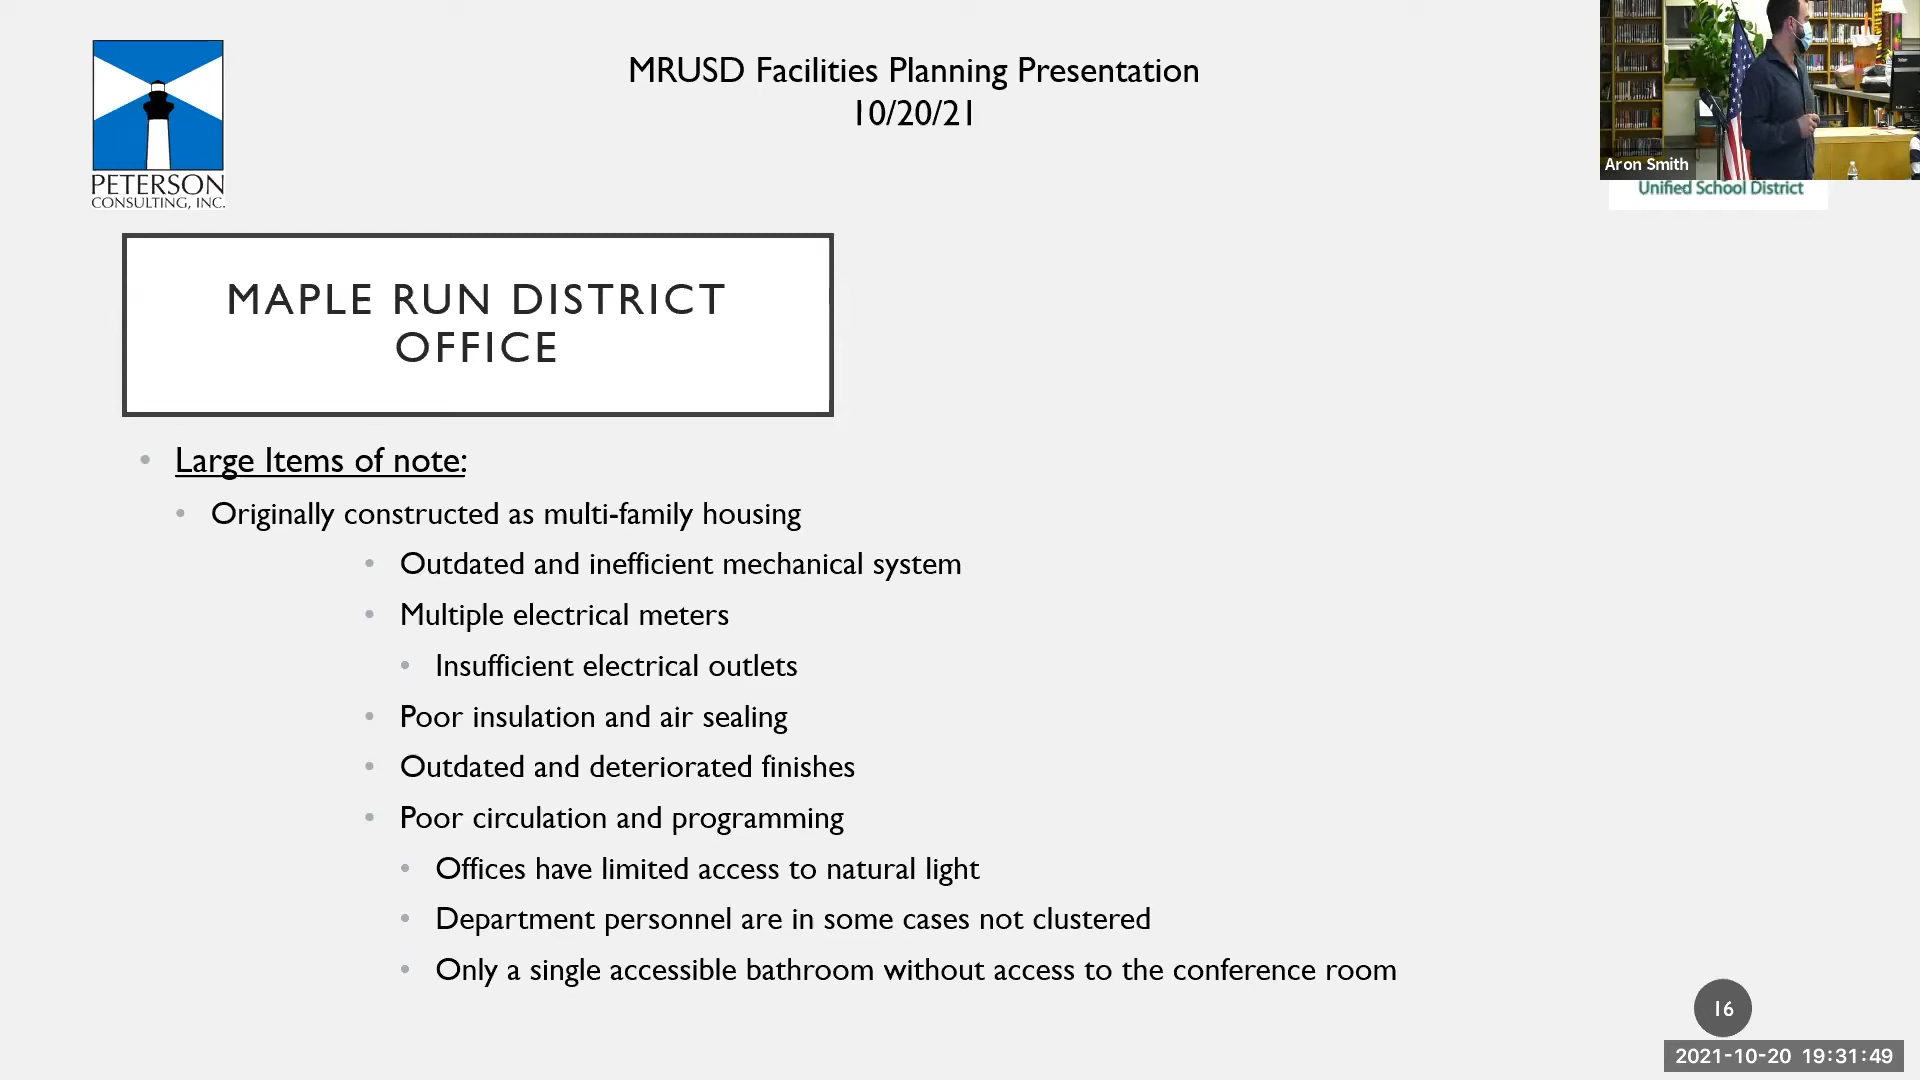 MRUSD Facilities Planning Presentation
10/20/21
PETERSON
CONSULTING, INC.
Aron Smith
Unified School District
MAPLE RUN DISTRICT
OFFICE
• Large Items of note:
• Originally constructed as multi-family housing
• Outdated and inefficient mechanical system
• Multiple electrical meters
• Insufficient electrical outlets
• Poor insulation and air sealing
• Outdated and deteriorated finishes
• Poor circulation and programming
• Offices have limited access to natural light
• Department personnel are in some cases not clustered
• Only a single accessible bathroom without access to the conference room
16
2021-10-20 19:31:49